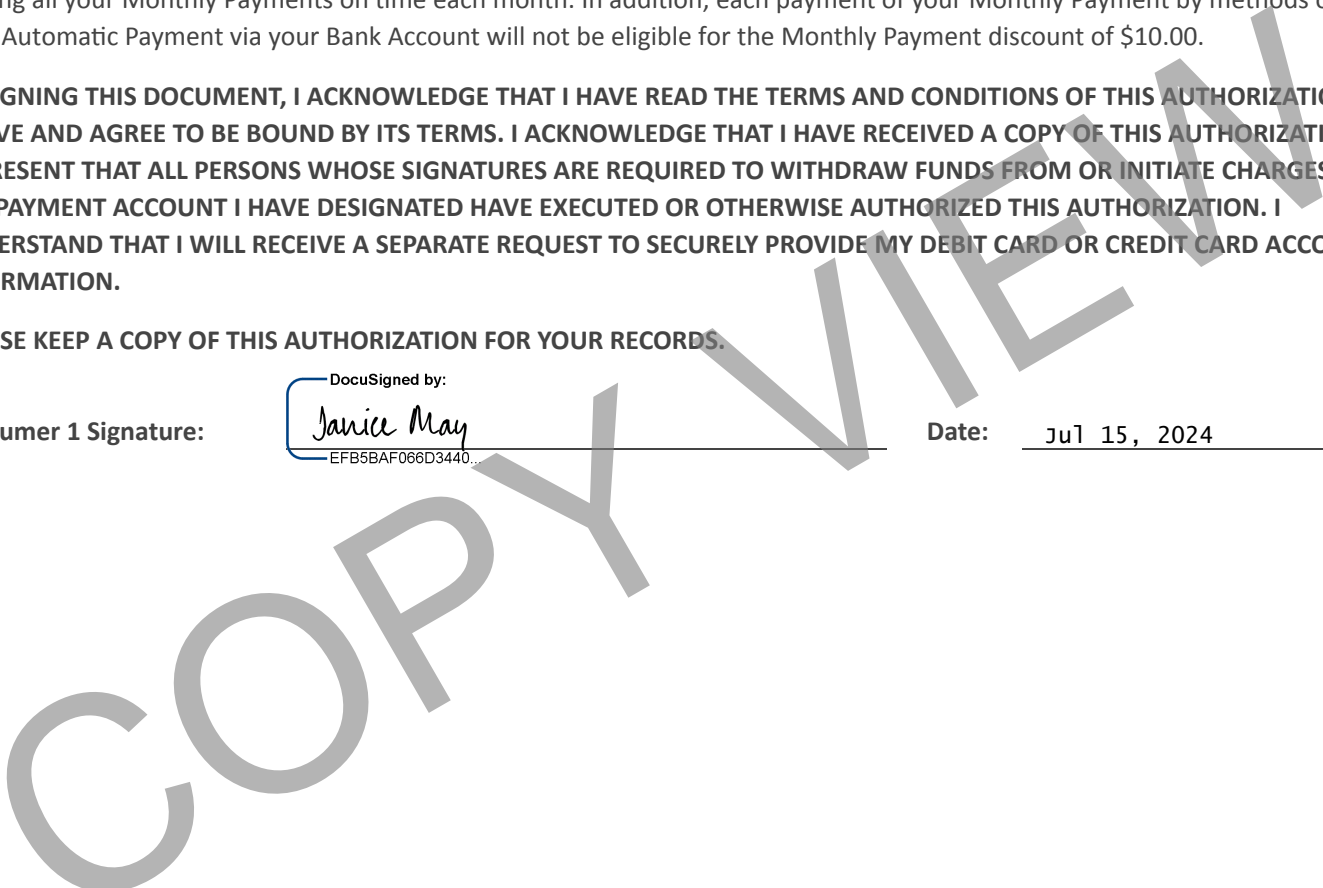 ng all your Monthly Payments on time each month. In addition, each payment of your Monthly Payment by methods o
Automatic Payment via your Bank Account will not be eligible for the Monthly Payment discount of $10.00.
GNING THIS DOCUMENT, I ACKNOWLEDGE THAT I HAVE READ THE TERMS AND CONDITIONS OF THIS AUTHORIZATIO
VE AND AGREE TO BE BOUND BY ITS TERMS. I ACKNOWLEDGE THAT I HAVE RECEIVED A COPY OF THIS AUTHORIZATI
RESENT THAT ALL PERSONS WHOSE SIGNATURES ARE REQUIRED TO WITHDRAW FUNDS FROM OR INITIATE CHARGES
PAYMENT ACCOUNT I HAVE DESIGNATED HAVE EXECUTED OR OTHERWISE AUTHORIZED THIS AUTHORIZATION. I
ERSTAND THAT I WILL RECEIVE A SEPARATE REQUEST TO SECURELY PROVIDE MY DEBIT CARD OR CREDIT CARD ACCO
RMATION.
SE KEEP A COPY OF THIS AUTHORIZATION FOR YOUR RECORDS.
DocuSigned by:
umer 1 Signature: Janice May Date: Jul 15, 2024
EFB5BAF066D3440...
COPY VIEW